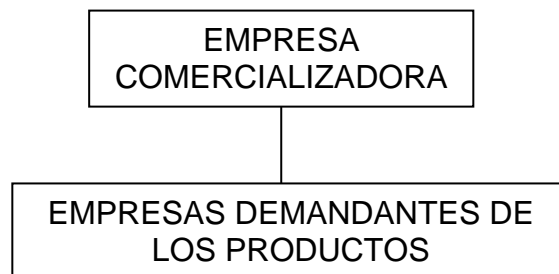 EMPRESA
COMERCIALIZADORA
EMPRESAS DEMANDANTES DE
LOS PRODUCTOS